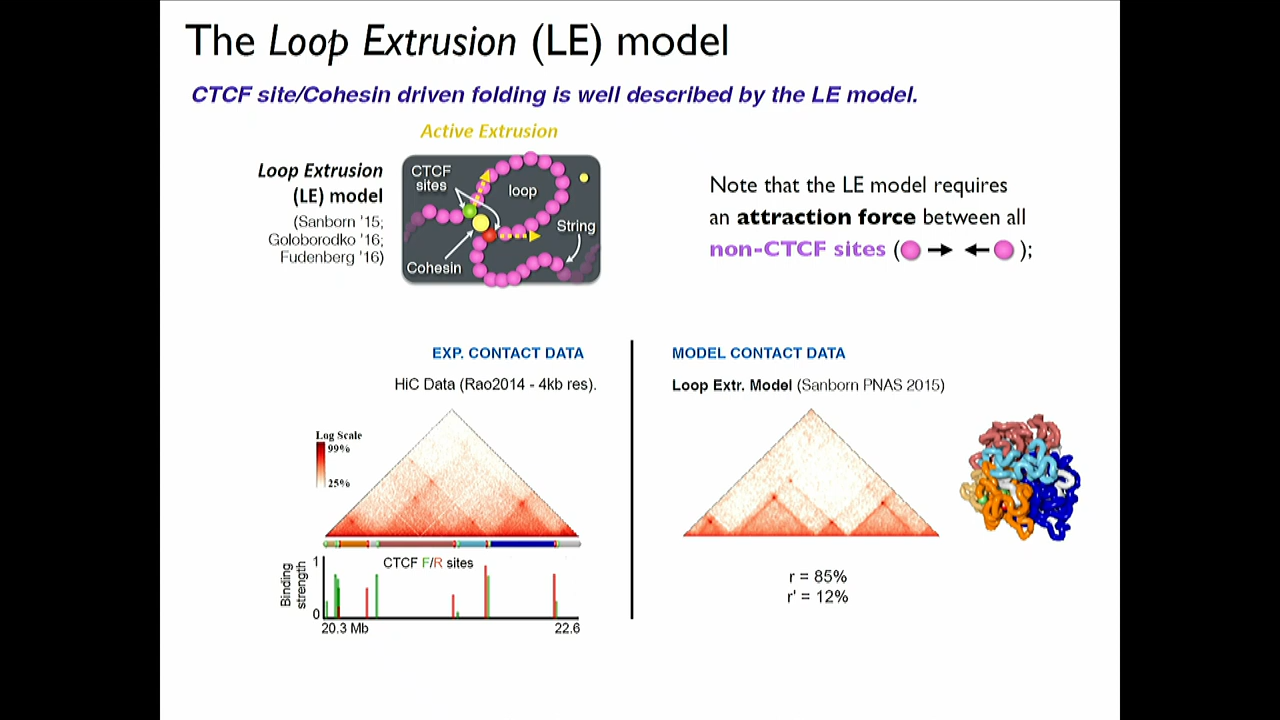 The Loop Extrusion (LE) model
CTCF site/Cohesin driven folding is well described by the LE model.
Active Extrusion
Loop Extrusion
(LE) model
(Sanborn '15;
Goloborodko '16;
Fudenberg '16)
CTCF
sites
loop
String
Cohesin
Note that the LE model requires
an attraction force between all
non-CTCF sites ( );
EXP. CONTACT DATA
HiC Data (Rao2014 - 4kb res).
Log Scale
99%
25%
CTCF F/R sites
Binding
strength
1
0
20.3 Mb
22.6
MODEL CONTACT DATA
Loop Extr. Model (Sanborn PNAS 2015)
r = 85%
r' = 12%